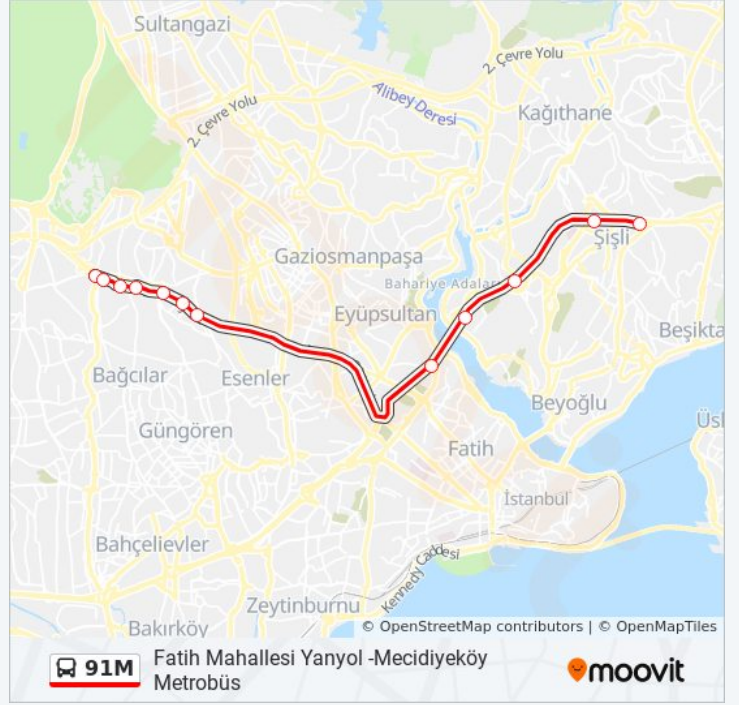 Sultangazi
2. Çevre Yolu
Alibey Deresi
Kağıthane
2. Çevre Yolu
Gaziosmanpaşa
Şişli
Bahariye Adaları
Eyüpsultan
Beşikta
Bağcılar
Esenler
Beyoğlu
Üsk
Güngören
Fatih
İstanbul
Bahçelievler
Kennedy Caddesi
Zeytinburnu
Bakırköy
© OpenStreetMap contributors | © OpenMapTiles
91M
Fatih Mahallesi Yanyol -Mecidiyeköy
Metrobüs
moovit